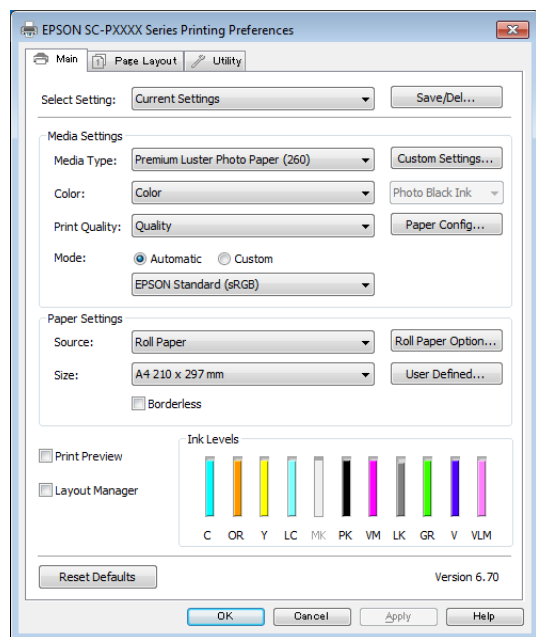 EPSON SC-PXXXX Series Printing Preferences
Main Page Layout Utility
Select Setting: Current Settings Save/Del...
Media Settings
Media Type: Premium Luster Photo Paper (260) Custom Settings...
Color: Color Photo Black Ink
Print Quality: Quality Paper Config...
Mode: Automatic Custom
EPSON Standard (sRGB)
Paper Settings
Source: Roll Paper Roll Paper Option...
Size: A4 210 x 297 mm User Defined...
Borderless
Ink Levels
Print Preview
Layout Manager
C OR Y LC MK PK VM LK GR V VLM
Reset Defaults Version 6.70
OK Cancel Apply Help